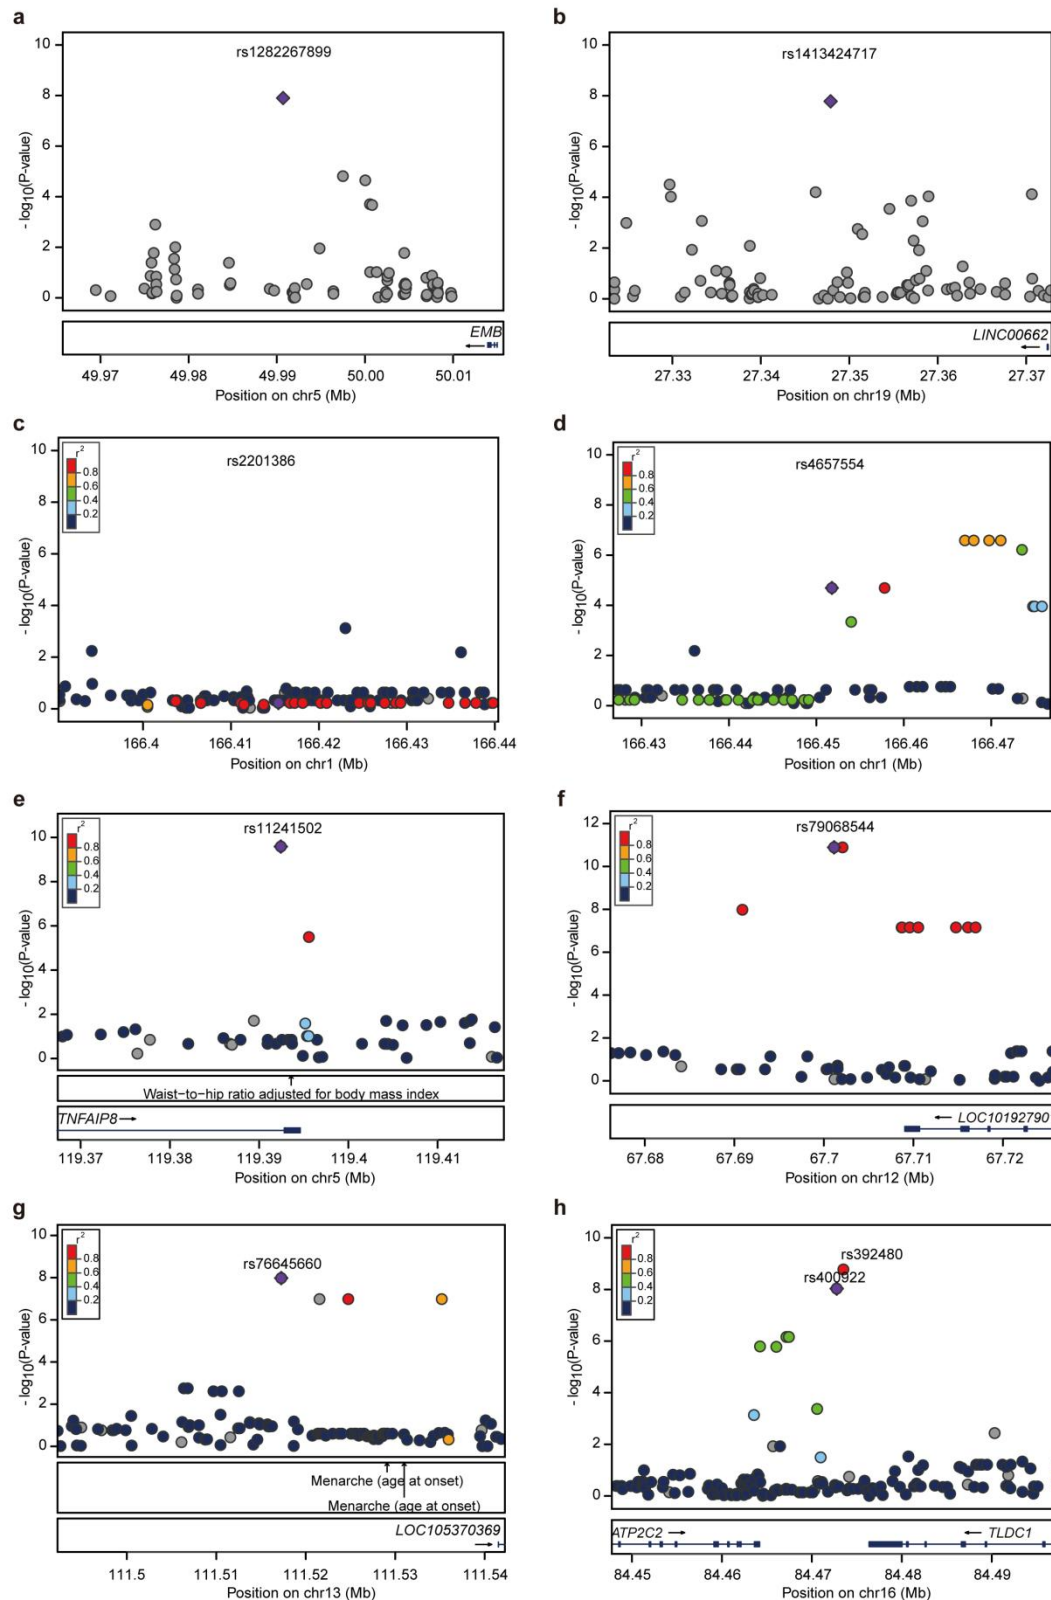 a
rs1282267899
10
8
6
4
2
0
- log10(P-value)
EMB
49.97 49.98 49.99 50.00 50.01
Position on chr5 (Mb)
b
rs1413424717
10
8
6
4
2
0
- log10(P-value)
LINC00662
27.33 27.34 27.35 27.36 27.37
Position on chr19 (Mb)
c
r2
0.8
0.6
0.4
0.2
rs2201386
10
8
6
4
2
0
- log10(P-value)
166.4 166.41 166.42 166.43 166.44
Position on chr1 (Mb)
d
r2
0.8
0.6
0.4
0.2
rs4657554
10
8
6
4
2
0
- log10(P-value)
166.43 166.44 166.45 166.46 166.47
Position on chr1 (Mb)
e
r2
0.8
0.6
0.4
0.2
rs11241502
10
8
6
4
2
0
- log10(P-value)
Waist-to-hip ratio adjusted for body mass index
TNFAIP8
119.37 119.38 119.39 119.4 119.41
Position on chr5 (Mb)
f
r2
0.8
0.6
0.4
0.2
rs79068544
12
10
8
6
4
2
0
- log10(P-value)
LOC10192790
67.68 67.69 67.7 67.71 67.72
Position on chr12 (Mb)
g
r2
0.8
0.6
0.4
0.2
rs76645660
10
8
6
4
2
0
- log10(P-value)
Menarche (age at onset)
Menarche (age at onset)
LOC105370369
111.5 111.51 111.52 111.53 111.54
Position on chr13 (Mb)
h
r2
0.8
0.6
0.4
0.2
rs392480
rs400922
10
8
6
4
2
0
- log10(P-value)
ATP2C2 TLDC1
84.45 84.46 84.47 84.48 84.49
Position on chr16 (Mb)